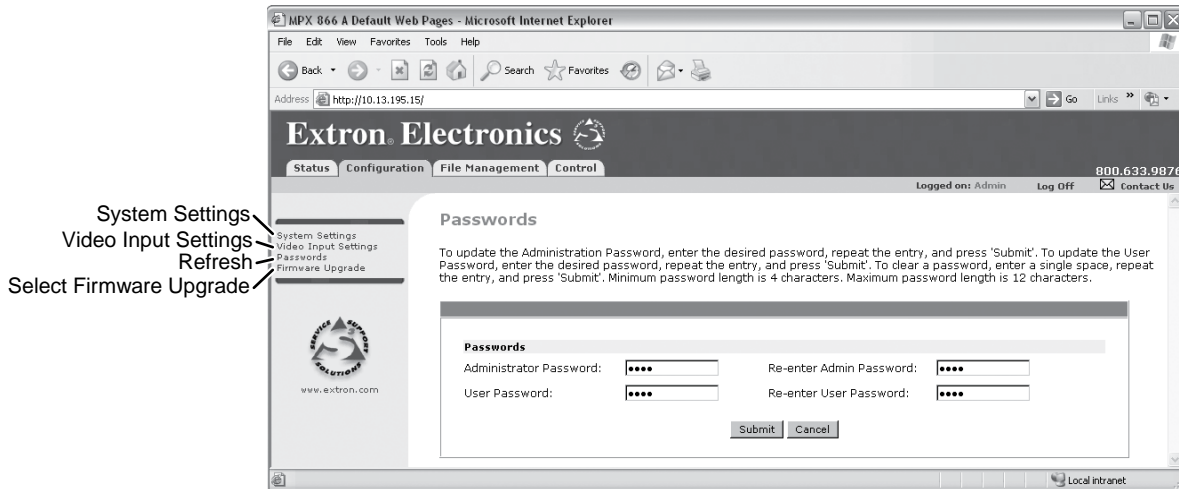 MPX 866 A Default Web Pages - Microsoft Internet Explorer
File Edit View Favorites Tools Help
Back Search Favorites
Address http://10.13.195.15/ Go Links »
Extron® Electronics
Status Configuration File Management Control
800.633.9876
Logged on: Admin Log Off Contact Us
System Settings
Video Input Settings
Refresh
Select Firmware Upgrade
System Settings
Video Input Settings
Passwords
Firmware Upgrade
SERVICE SUPPORT SOLUTIONS
S3
www.extron.com
Passwords
To update the Administration Password, enter the desired password, repeat the entry, and press 'Submit'. To update the User
Password, enter the desired password, repeat the entry, and press 'Submit'. To clear a password, enter a single space, repeat
the entry, and press 'Submit'. Minimum password length is 4 characters. Maximum password length is 12 characters.
Passwords
Administrator Password: •••• Re-enter Admin Password: ••••
User Password: •••• Re-enter User Password: ••••
Submit Cancel
Local intranet